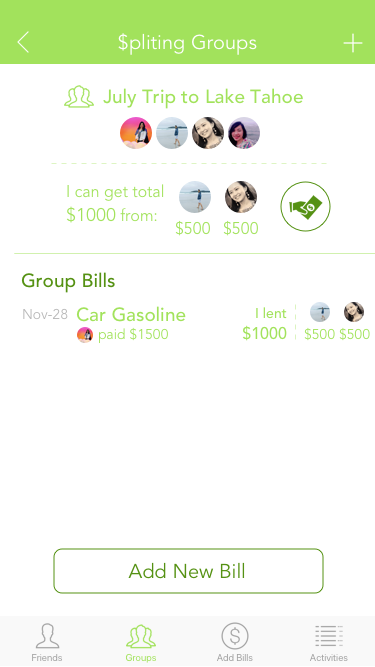 $pliting Groups
July Trip to Lake Tahoe
I can get total
$1000 from:
$500 $500
Group Bills
Nov-28 Car Gasoline I lent
paid $1500 $1000 $500 $500
Add New Bill
Friends Groups Add Bills Activities